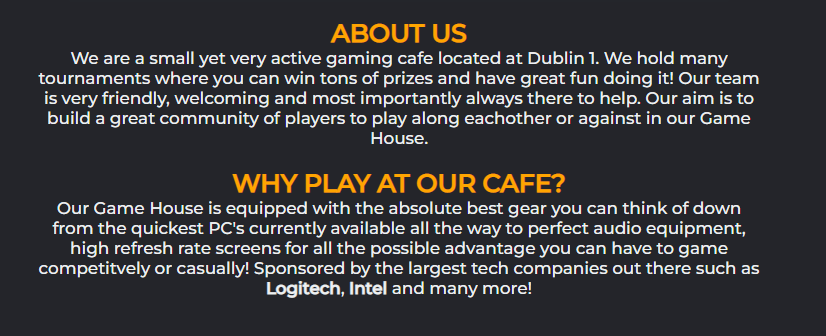 ABOUT US
We are a small yet very active gaming cafe located at Dublin 1. We hold many
tournaments where you can win tons of prizes and have great fun doing it! Our team
is very friendly, welcoming and most importantly always there to help. Our aim is to
build a great community of players to play along eachother or against in our Game
House.
WHY PLAY AT OUR CAFE?
Our Game House is equipped with the absolute best gear you can think of down
from the quickest PC's currently available all the way to perfect audio equipment,
high refresh rate screens for all the possible advantage you can have to game
competitvely or casually! Sponsored by the largest tech companies out there such as
Logitech, Intel and many more!